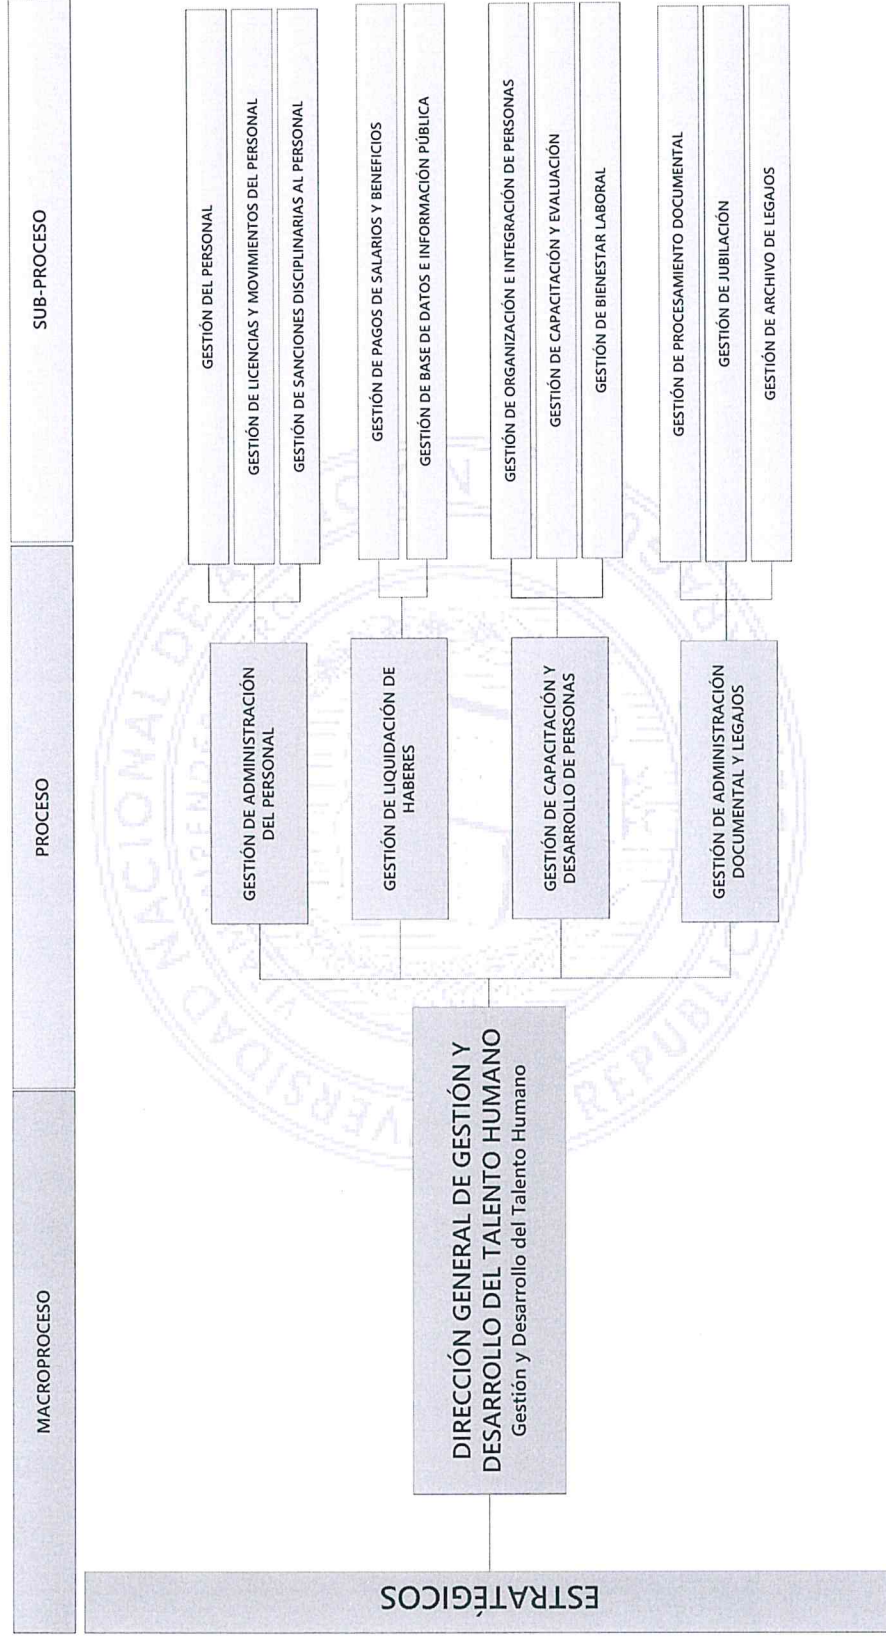 MACROPROCESO
PROCESO
SUB-PROCESO
ESTRATÉGICOS
DIRECCIÓN GENERAL DE GESTIÓN Y
DESARROLLO DEL TALENTO HUMANO
Gestión y Desarrollo del Talento Humano
GESTIÓN DE ADMINISTRACIÓN
DEL PERSONAL
GESTIÓN DEL PERSONAL
GESTIÓN DE LICENCIAS Y MOVIMIENTOS DEL PERSONAL
GESTIÓN DE SANCIONES DISCIPLINARIAS AL PERSONAL
GESTIÓN DE LIQUIDACIÓN DE
HABERES
GESTIÓN DE PAGOS DE SALARIOS Y BENEFICIOS
GESTIÓN DE BASE DE DATOS E INFORMACIÓN PÚBLICA
GESTIÓN DE CAPACITACIÓN Y
DESARROLLO DE PERSONAS
GESTIÓN DE ORGANIZACIÓN E INTEGRACIÓN DE PERSONAS
GESTIÓN DE CAPACITACIÓN Y EVALUACIÓN
GESTIÓN DE BIENESTAR LABORAL
GESTIÓN DE ADMINISTRACIÓN
DOCUMENTAL Y LEGAJOS
GESTIÓN DE PROCESAMIENTO DOCUMENTAL
GESTIÓN DE JUBILACIÓN
GESTIÓN DE ARCHIVO DE LEGAJOS